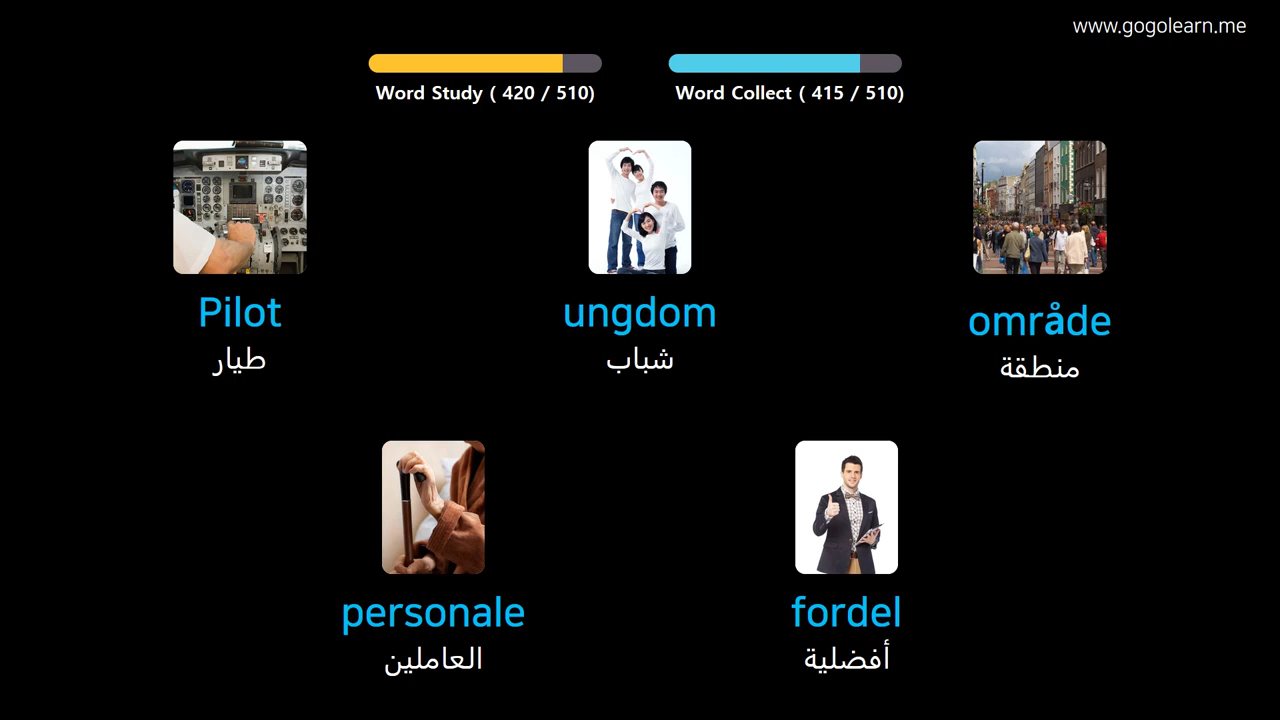 www.gogolearn.me
Word Study ( 420 / 510)
Word Collect ( 415 / 510)
Pilot
طيار
ungdom
شباب
område
منطقة
personale
العاملين
fordel
أفضلية